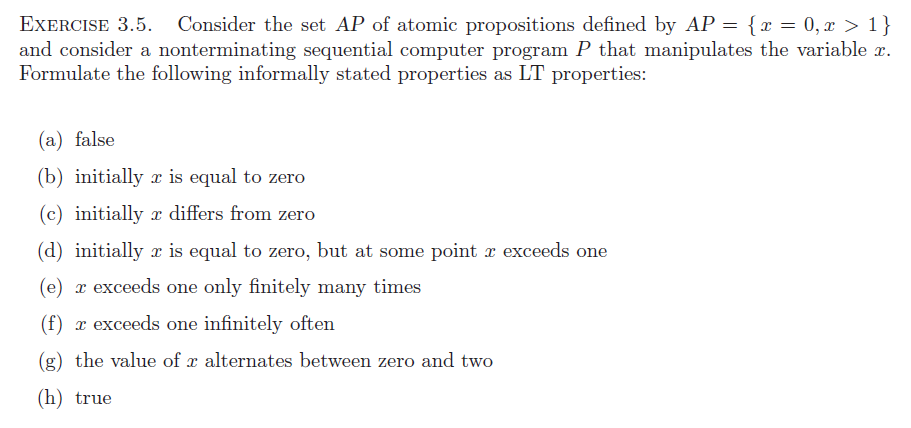 EXERCISE 3.5. Consider the set AP of atomic propositions defined by AP = { x = 0, x > 1 }
and consider a nonterminating sequential computer program P that manipulates the variable x.
Formulate the following informally stated properties as LT properties:
(a) false
(b) initially x is equal to zero
(c) initially x differs from zero
(d) initially x is equal to zero, but at some point x exceeds one
(e) x exceeds one only finitely many times
(f) x exceeds one infinitely often
(g) the value of x alternates between zero and two
(h) true